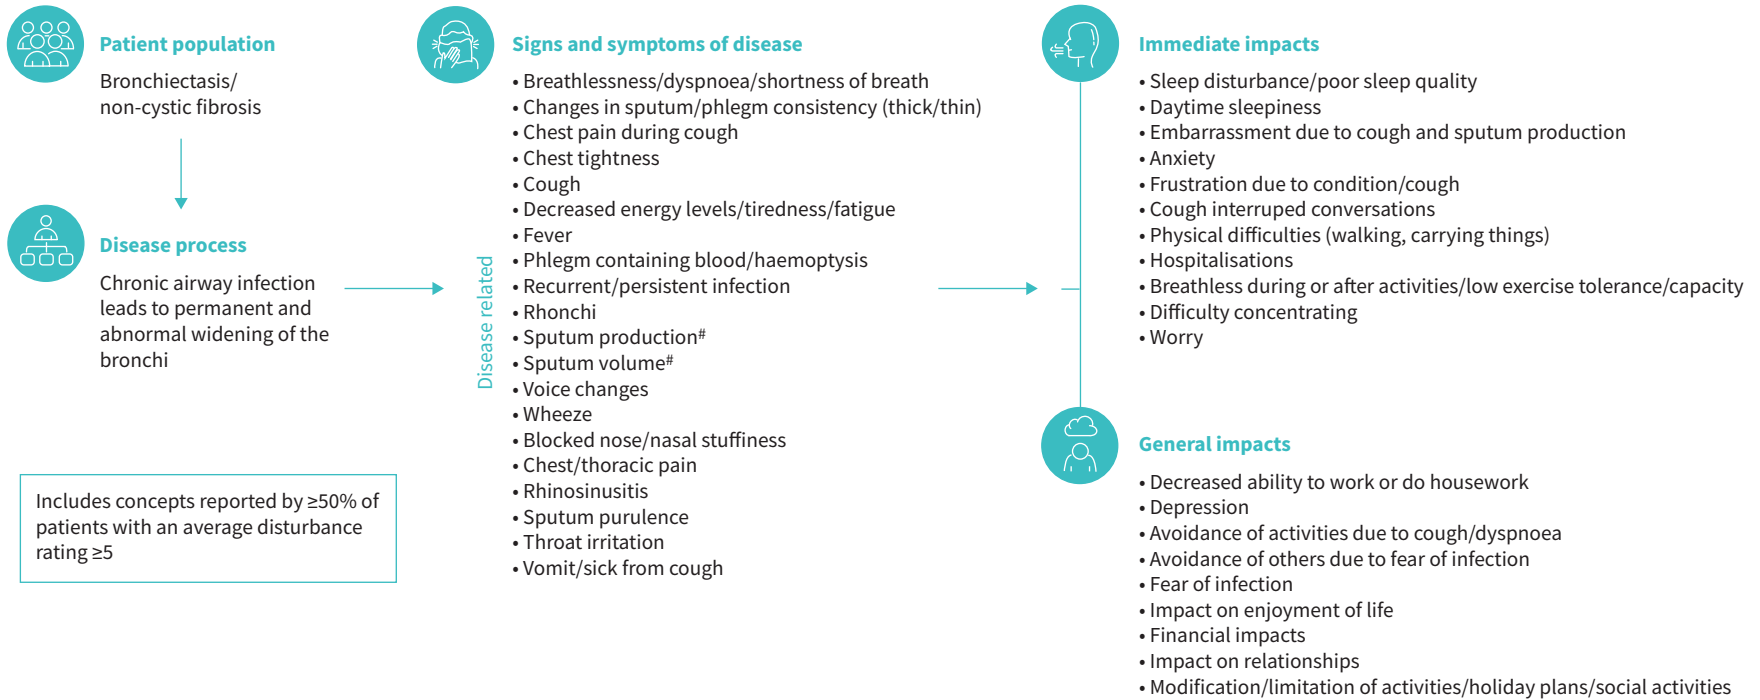 Patient population
Bronchiectasis/
non-cystic fibrosis
Disease process
Chronic airway infection
leads to permanent and
abnormal widening of the
bronchi
Includes concepts reported by ≥50% of
patients with an average disturbance
rating ≥5
Disease related
Signs and symptoms of disease
• Breathlessness/dyspnoea/shortness of breath
• Changes in sputum/phlegm consistency (thick/thin)
• Chest pain during cough
• Chest tightness
• Cough
• Decreased energy levels/tiredness/fatigue
• Fever
• Phlegm containing blood/haemoptysis
• Recurrent/persistent infection
• Rhonchi
• Sputum production#
• Sputum volume#
• Voice changes
• Wheeze
• Blocked nose/nasal stuffiness
• Chest/thoracic pain
• Rhinosinusitis
• Sputum purulence
• Throat irritation
• Vomit/sick from cough
Immediate impacts
• Sleep disturbance/poor sleep quality
• Daytime sleepiness
• Embarrassment due to cough and sputum production
• Anxiety
• Frustration due to condition/cough
• Cough interruped conversations
• Physical difficulties (walking, carrying things)
• Hospitalisations
• Breathless during or after activities/low exercise tolerance/capacity
• Difficulty concentrating
• Worry
General impacts
• Decreased ability to work or do housework
• Depression
• Avoidance of activities due to cough/dyspnoea
• Avoidance of others due to fear of infection
• Fear of infection
• Impact on enjoyment of life
• Financial impacts
• Impact on relationships
• Modification/limitation of activities/holiday plans/social activities